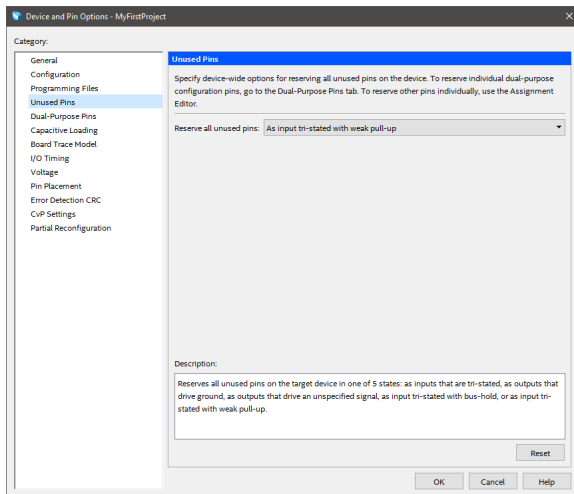 Device and Pin Options - MyFirstProject
Category:
General
Configuration
Programming Files
Unused Pins
Dual-Purpose Pins
Capacitive Loading
Board Trace Model
I/O Timing
Voltage
Pin Placement
Error Detection CRC
CvP Settings
Partial Reconfiguration
Unused Pins
Specify device-wide options for reserving all unused pins on the device. To reserve individual dual-purpose
configuration pins, go to the Dual-Purpose Pins tab. To reserve other pins individually, use the Assignment
Editor.
Reserve all unused pins: As input tri-stated with weak pull-up
Description:
Reserves all unused pins on the target device in one of 5 states: as inputs that are tri-stated, as outputs that
drive ground, as outputs that drive an unspecified signal, as input tri-stated with bus-hold, or as input tri-
stated with weak pull-up.
Reset
OK Cancel Help